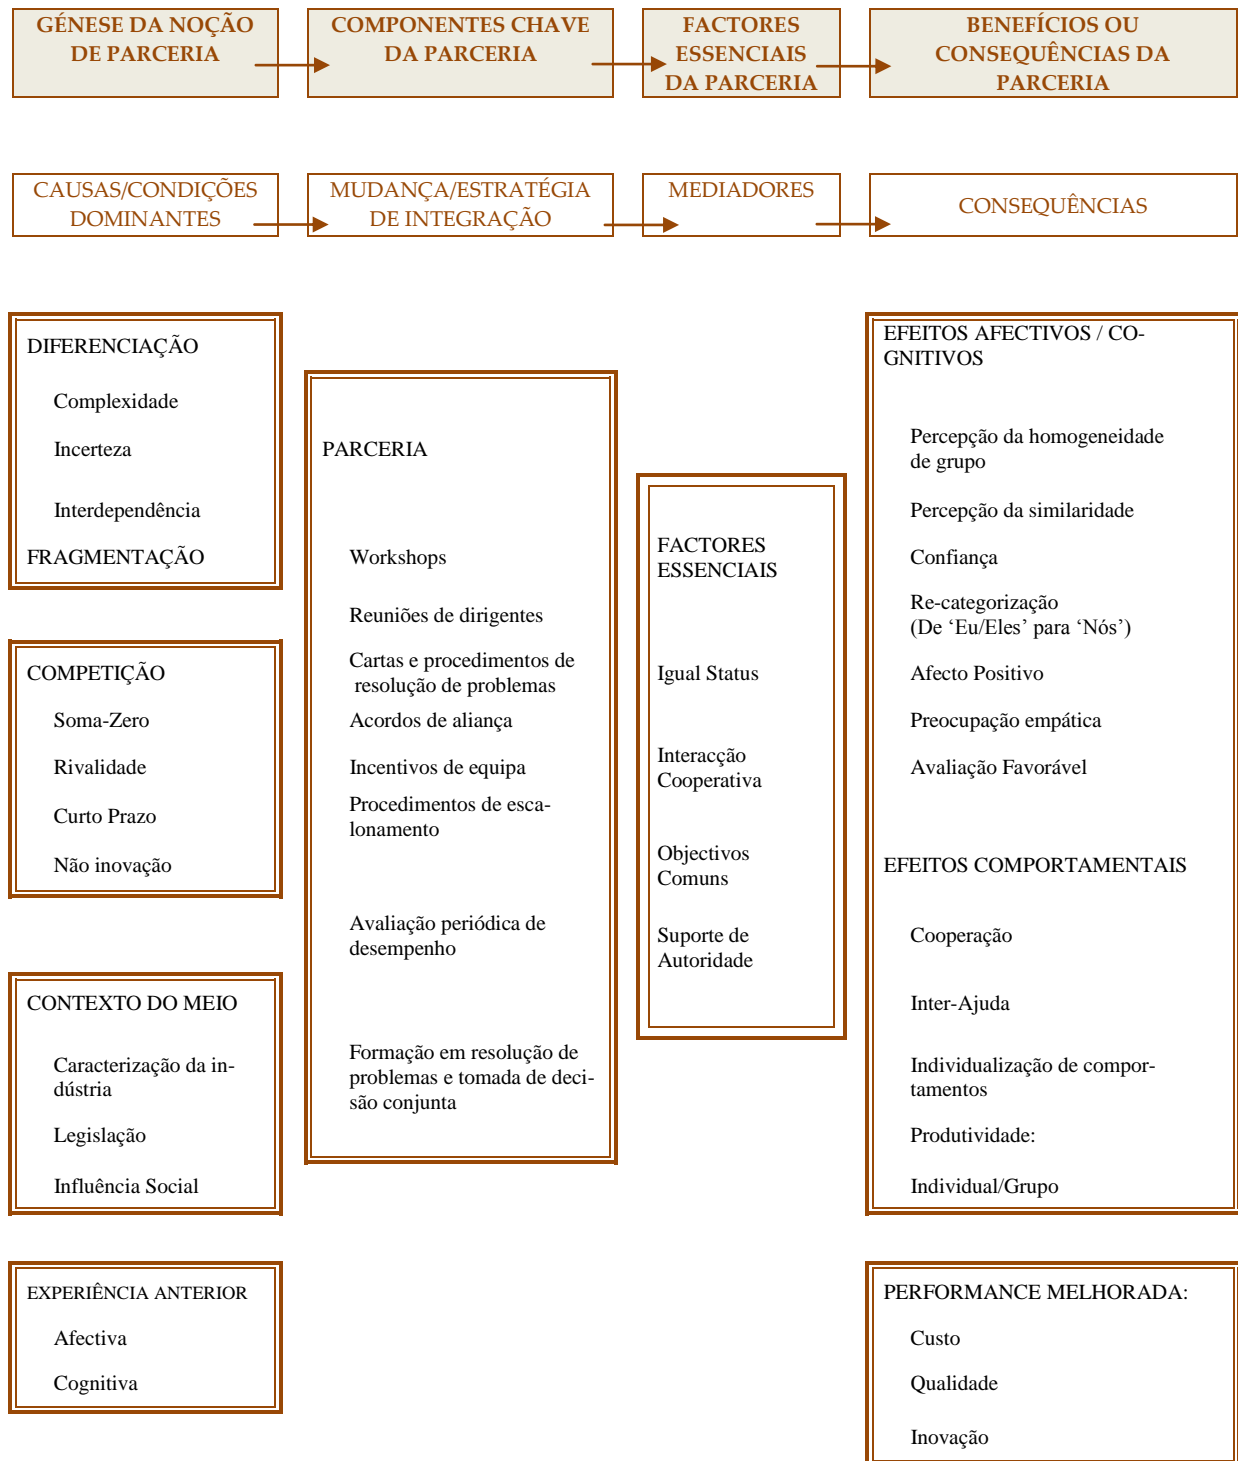 GÉNESE DA NOÇÃO
DE PARCERIA
COMPONENTES CHAVE
DA PARCERIA
FACTORES
ESSENCIAIS
DA PARCERIA
BENEFÍCIOS OU
CONSEQUÊNCIAS DA
PARCERIA
CAUSAS/CONDIÇÕES
DOMINANTES
MUDANÇA/ESTRATÉGIA
DE INTEGRAÇÃO
MEDIADORES
CONSEQUÊNCIAS
DIFERENCIAÇÃO
Complexidade
Incerteza
Interdependência
FRAGMENTAÇÃO
COMPETIÇÃO
Soma-Zero
Rivalidade
Curto Prazo
Não inovação
CONTEXTO DO MEIO
Caracterização da in-
dústria
Legislação
Influência Social
EXPERIÊNCIA ANTERIOR
Afectiva
Cognitiva
PARCERIA
Workshops
Reuniões de dirigentes
Cartas e procedimentos de
resolução de problemas
Acordos de aliança
Incentivos de equipa
Procedimentos de esca-
lonamento
Avaliação periódica de
desempenho
Formação em resolução de
problemas e tomada de deci-
são conjunta
FACTORES
ESSENCIAIS
Igual Status
Interacção
Cooperativa
Objectivos
Comuns
Suporte de
Autoridade
EFEITOS AFECTIVOS / CO-
GNITIVOS
Percepção da homogeneidade
de grupo
Percepção da similaridade
Confiança
Re-categorização
(De ‘Eu/Eles’ para ‘Nós’)
Afecto Positivo
Preocupação empática
Avaliação Favorável
EFEITOS COMPORTAMENTAIS
Cooperação
Inter-Ajuda
Individualização de compor-
tamentos
Produtividade:
Individual/Grupo
PERFORMANCE MELHORADA:
Custo
Qualidade
Inovação